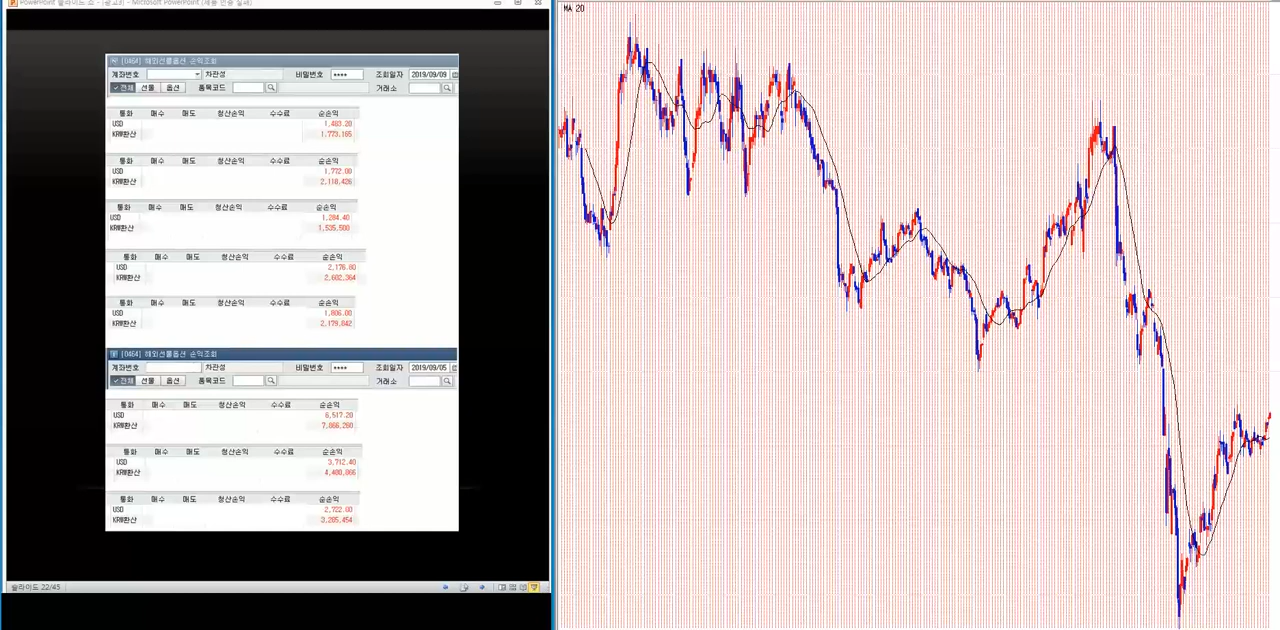 PowerPoint 슬라이드 쇼 - [광고3] - Microsoft PowerPoint (제품 인증 실패)
MA 20
[0464] 해외선물옵션 손익조회
계좌번호 차관성 비밀번호 **** 조회일자 2019/09/09
전체 선물 옵션 품목코드 거래소
통화 매수 매도 청산손익 수수료 순손익
USD 1,483.20
KRW환산 1,773,165
통화 매수 매도 청산손익 수수료 순손익
USD 1,772.00
KRW환산 2,118,426
통화 매수 매도 청산손익 수수료 순손익
USD 1,284.40
KRW환산 1,535,500
통화 매수 매도 청산손익 수수료 순손익
USD 2,176.80
KRW환산 2,602,364
통화 매수 매도 청산손익 수수료 순손익
USD 1,806.00
KRW환산 2,179,842
[0464] 해외선물옵션 손익조회
계좌번호 차관성 비밀번호 **** 조회일자 2019/09/05
전체 선물 옵션 품목코드 거래소
통화 매수 매도 청산손익 수수료 순손익
USD 6,517.20
KRW환산 7,866,260
통화 매수 매도 청산손익 수수료 순손익
USD 3,712.40
KRW환산 4,480,866
통화 매수 매도 청산손익 수수료 순손익
USD 2,722.00
KRW환산 3,285,454
슬라이드 22/45